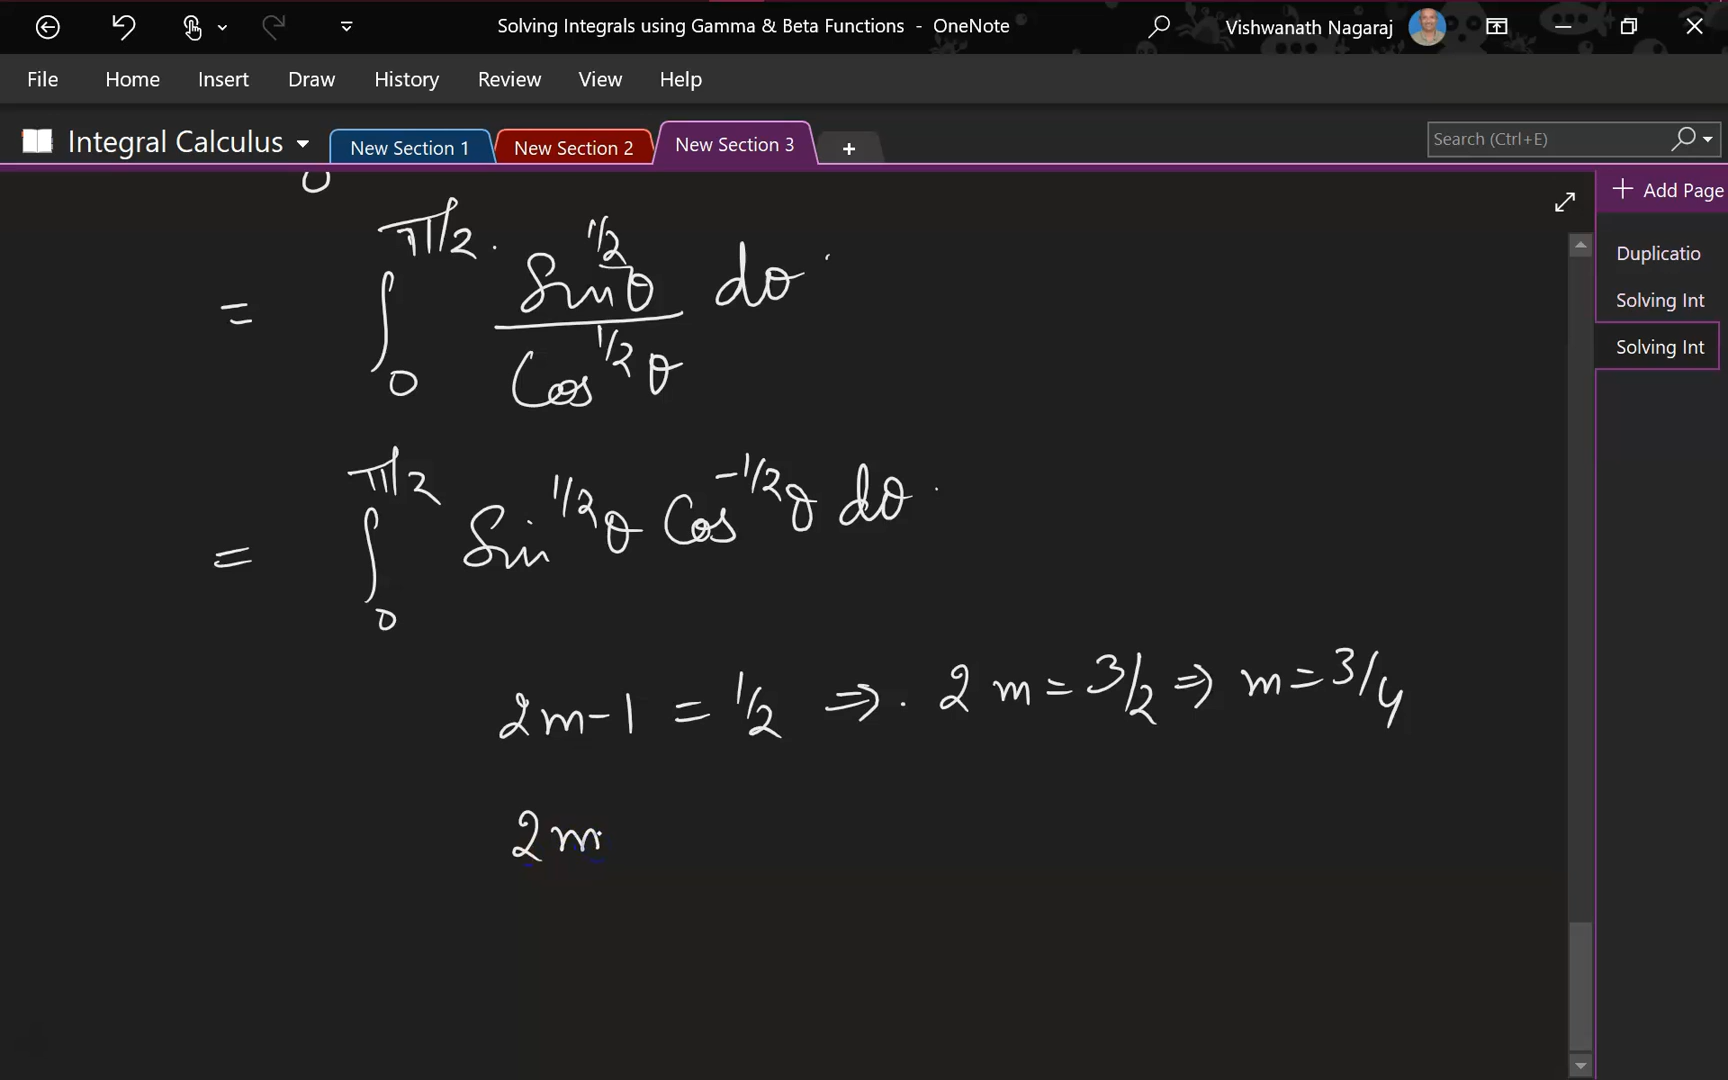 Solving Integrals using Gamma & Beta Functions - OneNote
Vishwanath Nagaraj
File Home Insert Draw History Review View Help
Integral Calculus New Section 1 New Section 2 New Section 3 +
Search (Ctrl+E)
+ Add Page
Duplicatio
Solving Int
Solving Int
0
= ∫₀^{π/2} Sin^{1/2}θ / Cos^{1/2}θ dθ
= ∫₀^{π/2} Sin^{1/2}θ Cos^{-1/2}θ dθ
2m-1 = 1/2 ⇒ 2m = 3/2 ⇒ m = 3/4
2m